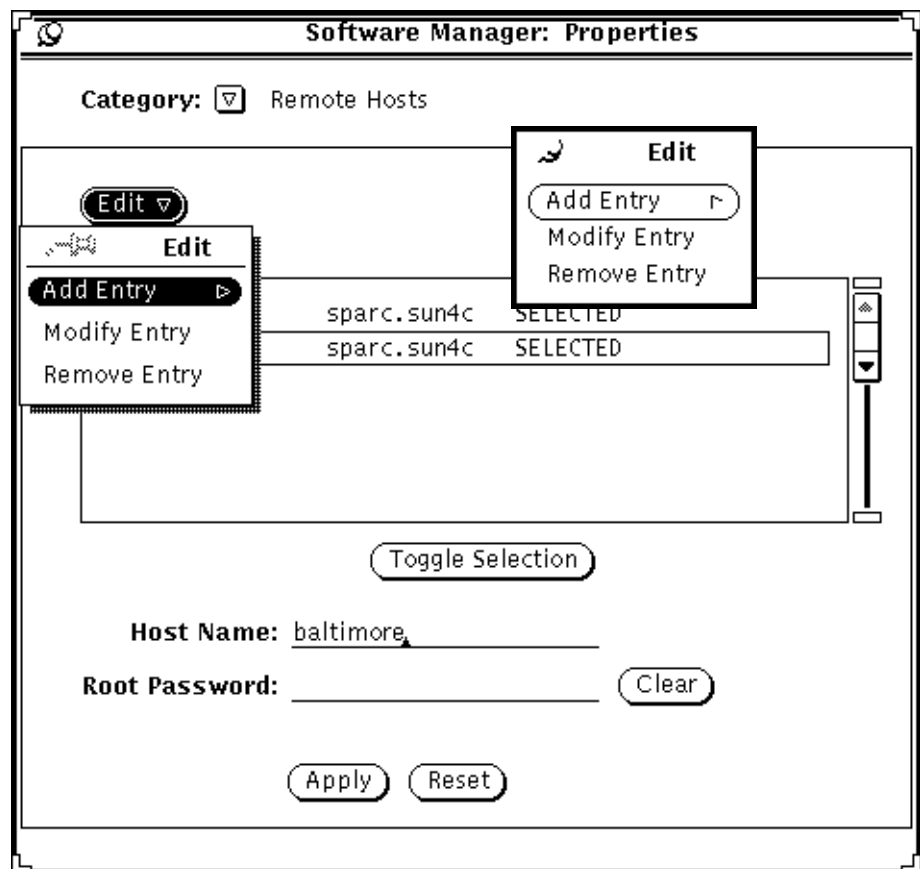 Software Manager: Properties
Category: Remote Hosts
Edit
Edit
Add Entry
Modify Entry
Remove Entry
Edit
Add Entry
Modify Entry
Remove Entry
sparc.sun4c SELECTED
sparc.sun4c SELECTED
Toggle Selection
Host Name: baltimore
Root Password:
Clear
Apply Reset